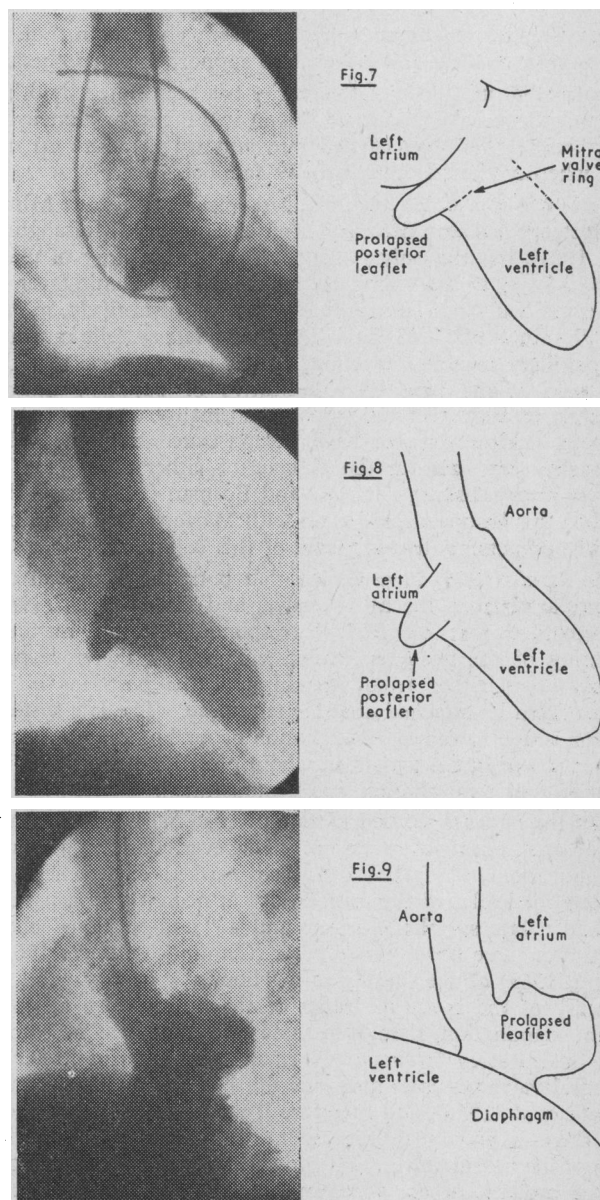 Fig.7
Left
atrium
Mitra
valve
ring
Prolapsed
posterior
leaflet
Left
ventricle
Fig.8
Aorta
Left
atrium
Left
ventricle
Prolapsed
posterior
leaflet
Fig.9
Aorta
Left
atrium
Prolapsed
leaflet
Left
ventricle
Diaphragm